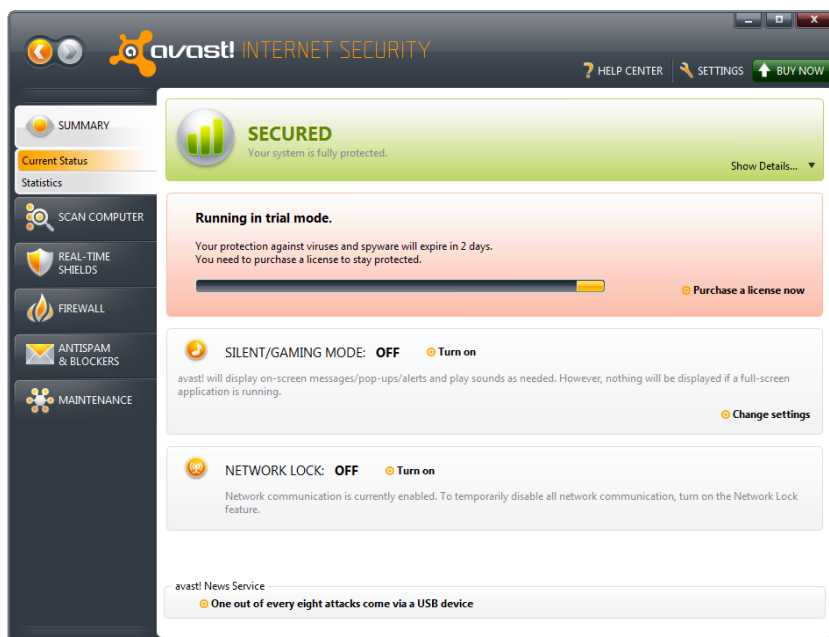 avast! INTERNET SECURITY
? HELP CENTER
SETTINGS
BUY NOW
SUMMARY
Current Status
Statistics
SCAN COMPUTER
REAL-TIME
SHIELDS
FIREWALL
ANTISPAM
& BLOCKERS
MAINTENANCE
SECURED
Your system is fully protected.
Show Details...
Running in trial mode.
Your protection against viruses and spyware will expire in 2 days.
You need to purchase a license to stay protected.
Purchase a license now
SILENT/GAMING MODE: OFF Turn on
avast! will display on-screen messages/pop-ups/alerts and play sounds as needed. However, nothing will be displayed if a full-screen
application is running.
Change settings
NETWORK LOCK: OFF Turn on
Network communication is currently enabled. To temporarily disable all network communication, turn on the Network Lock
feature.
avast! News Service
One out of every eight attacks come via a USB device